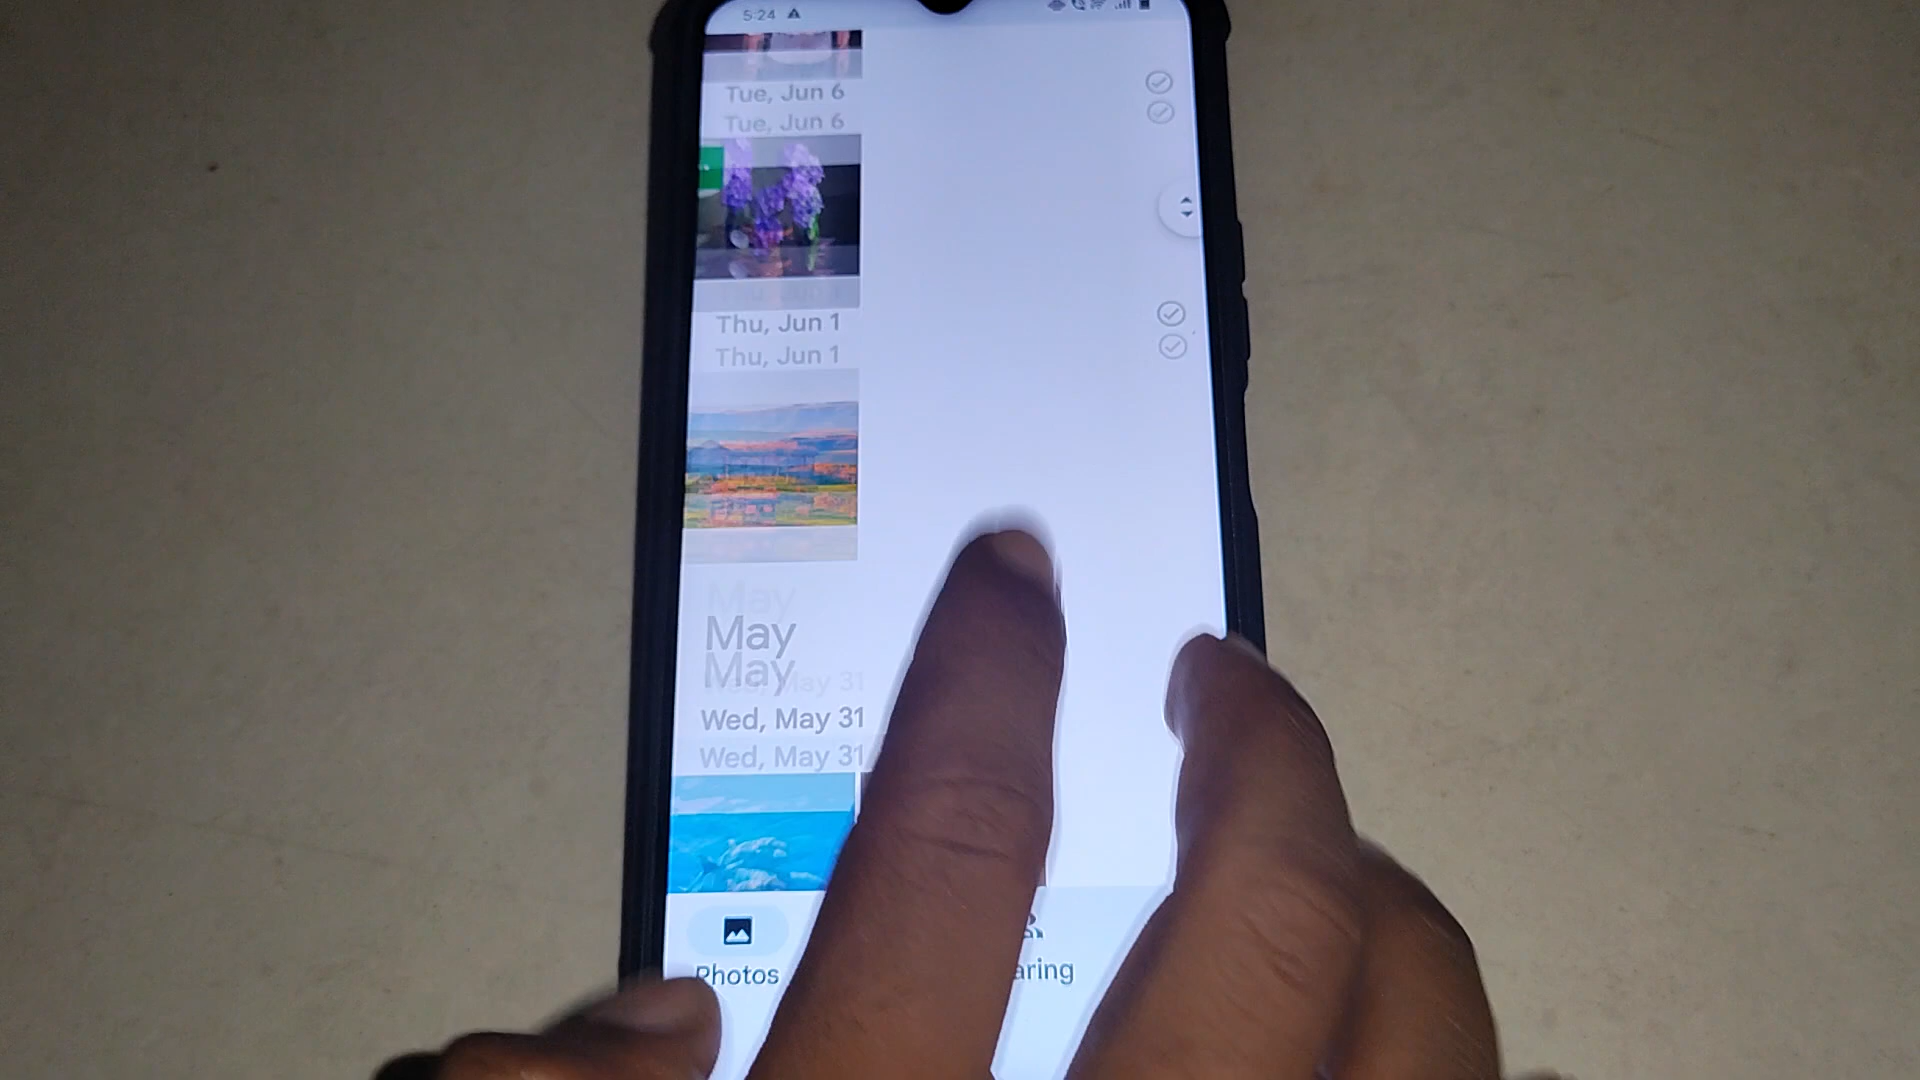 5:24
Tue, Jun 6
Tue, Jun 6
Thu, Jun 1
Thu, Jun 1
May
May
May
Wed, May 31
Wed, May 31
Wed, May 31
Photos
aring